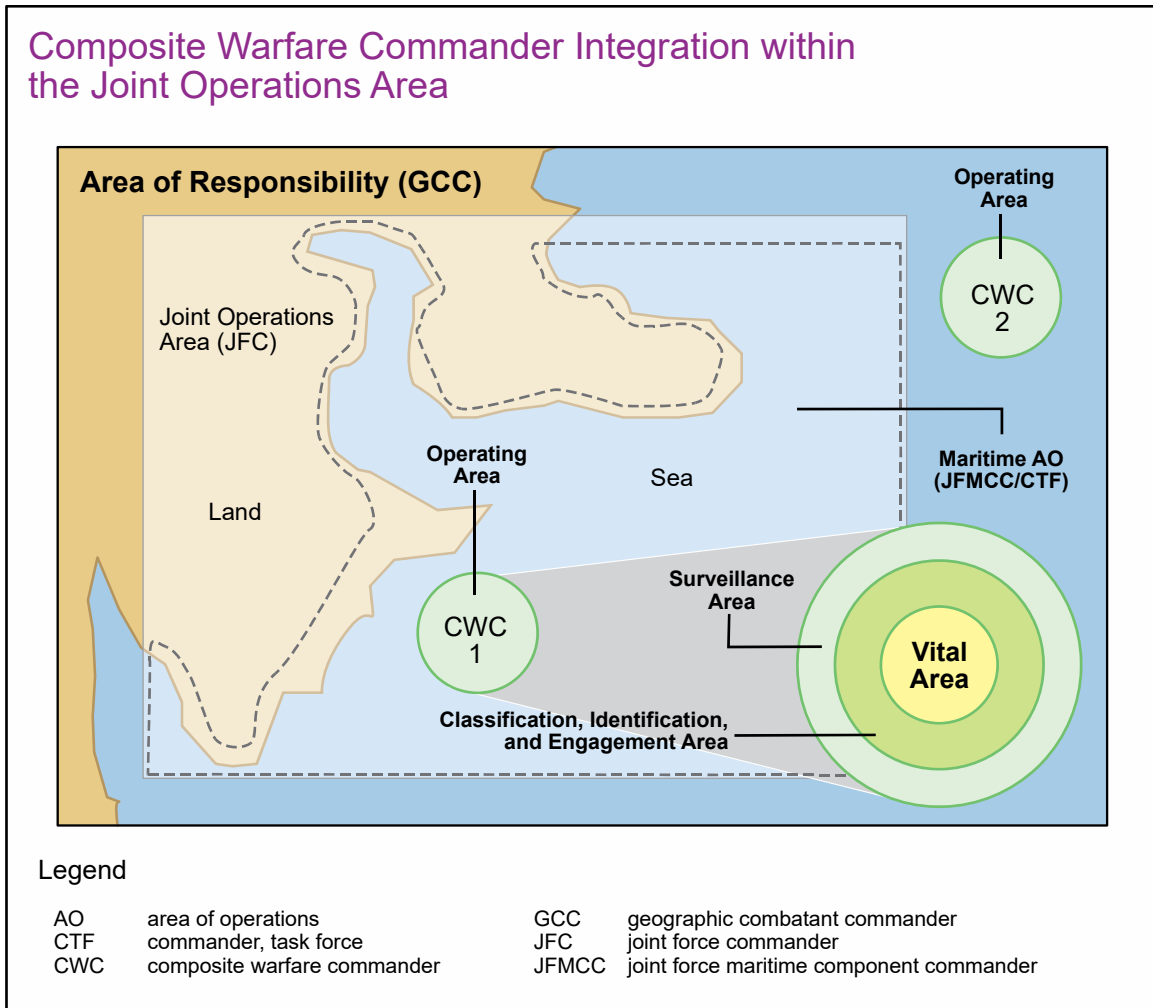 Composite Warfare Commander Integration within
the Joint Operations Area
Area of Responsibility (GCC)
Operating
Area
CWC
2
Joint Operations
Area (JFC)
Maritime AO
(JFMCC/CTF)
Operating
Area
Sea
Land
CWC
1
Surveillance
Area
Vital
Area
Classification, Identification,
and Engagement Area
Legend
AO area of operations
CTF commander, task force
CWC composite warfare commander
GCC geographic combatant commander
JFC joint force commander
JFMCC joint force maritime component commander